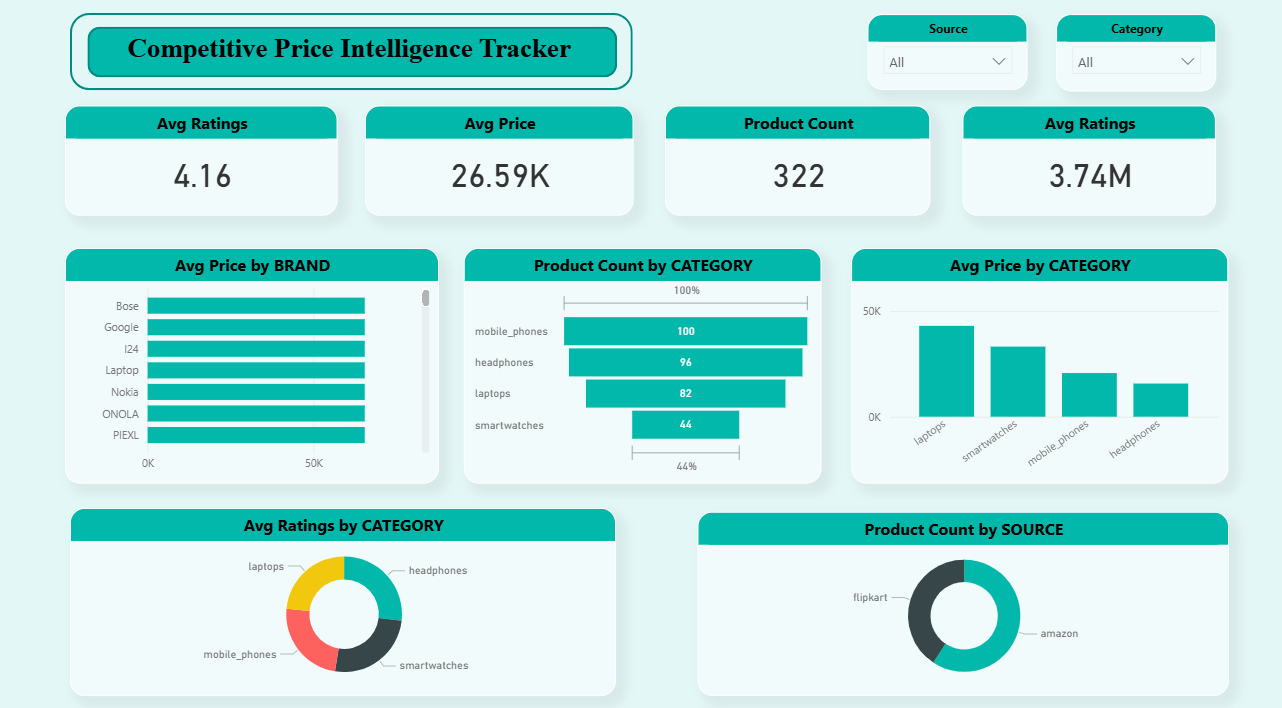 Competitive Price Intelligence Tracker
Source
All
Category
All
Avg Ratings
4.16
Avg Price
26.59K
Product Count
322
Avg Ratings
3.74M
Avg Price by BRAND
Bose
Google
I24
Laptop
Nokia
ONOLA
PIEXL
0K
50K
Product Count by CATEGORY
100%
mobile_phones
100
headphones
96
laptops
82
smartwatches
44
44%
Avg Price by CATEGORY
50K
0K
laptops
smartwatches
mobile_phones
headphones
Avg Ratings by CATEGORY
laptops
headphones
mobile_phones
smartwatches
Product Count by SOURCE
flipkart
amazon